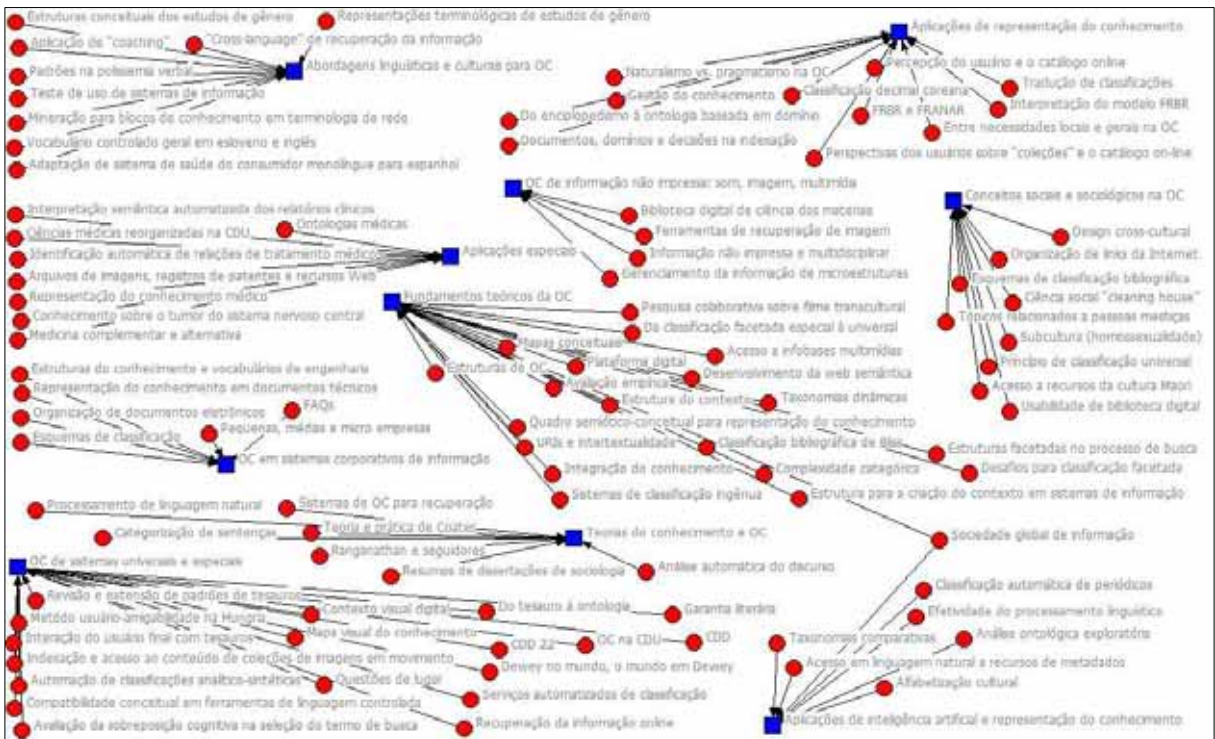 Estruturas conceituais dos estudos de gênero
Representações terminológicas de estudos de gênero
Aplicação de "coaching"
"Cross-language" de recuperação da informação
Abordagens linguísticas e culturas para OC
Padrões na polissemia verbal
Teste de uso de sistemas de informação
Mineração para blocos de conhecimento em terminologia de rede
Vocabulário controlado geral em esloveno e inglês
Adaptação de sistema de saúde do consumidor monolíngue para espanhol
Aplicações de representação do conhecimento
Percepção do usuário e o catálogo online
Naturalismo vs. pragmatismo na OC
Tradução de classificações
Gestão do conhecimento
Classificação decimal coreana
Interpretação do modelo FRBR
Do enciclopedismo à ontologia baseada em domínio
FRBR e FRANAR
Entre necessidades locais e gerais na OC
Documentos, domínios e decisões na indexação
Perspectivas dos usuários sobre "coleções" e o catálogo on-line
OC de informação não impressa: som, imagem, multimídia
Biblioteca digital de ciência dos materiais
Ferramentas de recuperação de imagem
Informação não impressa e multidisciplinar
Gerenciamento da informação de microestruturas
Conceitos sociais e sociológicos na OC
Design cross-cultural
Organização de links da Internet
Esquemas de classificação bibliográfica
Ciência social "cleaning house"
Tópicos relacionados a pessoas
Subcultura (homossexualidade)
Princípio de classificação universal
Acesso a recursos da cultura Maori
Usabilidade de biblioteca digital
Interpretação semântica automatizada dos relatórios clínicos
Ontologias médicas
Ciências médicas reorganizadas na CDU
Aplicações especiais
Identificação automática de relações de tratamento médico
Arquivos de imagens, registros de patentes e recursos Web
Representação do conhecimento médico
Conhecimento sobre o tumor do sistema nervoso central
Medicina complementar e alternativa
Fundamentos teóricos da OC
Pesquisa colaborativa sobre filme transcultural
Da classificação facetada especial à universal
Mapas conceituais
Acesso a infobases multimídias
Plataforma digital
Estruturas de OC
Desenvolvimento da web semântica
Avaliação empírica
Estrutura do contexto
Taxonomias dinâmicas
Quadro semiótico-conceitual para representação do conhecimento
URIs e intertextualidade
Classificação bibliográfica de Bliss
Estruturas facetadas no processo de busca
Integração do conhecimento
Complexidade categórica
Desafios para classificação facetada
Sistemas de classificação ingênua
Estrutura para a criação do contexto em sistemas de informação
Estruturas do conhecimento e vocabulários de engenharia
Representação do conhecimento em documentos técnicos
Organização de documentos eletrônicos
FAQs
Pequenas, médias e micro empresas
Esquemas de classificação
OC em sistemas corporativos de informação
Processamento de linguagem natural
Sistemas de OC para recuperação
Categorização de sentenças
Teoria e prática de Coates
Teorias do conhecimento e OC
Ranganathan e seguidores
Resumos de dissertações de sociologia
Análise automática do discurso
Sociedade global de informação
OC de sistemas universais e especiais
Revisão e extensão de padrões de tesauros
Contexto visual digital
Do tesauro à ontologia
Garantia literária
Metódo usuário-amigabilidade na Hungria
Interação do usuário final com tesauros
Mapa visual do conhecimento
CDD 22
OC na CDU
CDD
Indexação e acesso ao conteúdo de coleções de imagens em movimento
Dewey no mundo, o mundo em Dewey
Automação de classificações analítico-sintéticas
Questões de lugar
Serviços automatizados de classificação
Compatibilidade conceitual em ferramentas de linguagem controlada
Avaliação da sobreposição cognitiva na seleção do termo de busca
Recuperação da informação online
Classificação automática de periódicos
Efetividade do processamento linguístico
Taxonomias comparativas
Análise ontológica exploratória
Acesso em linguagem natural a recursos de metadados
Alfabetização cultural
Aplicações de inteligência artificial e representação do conhecimento